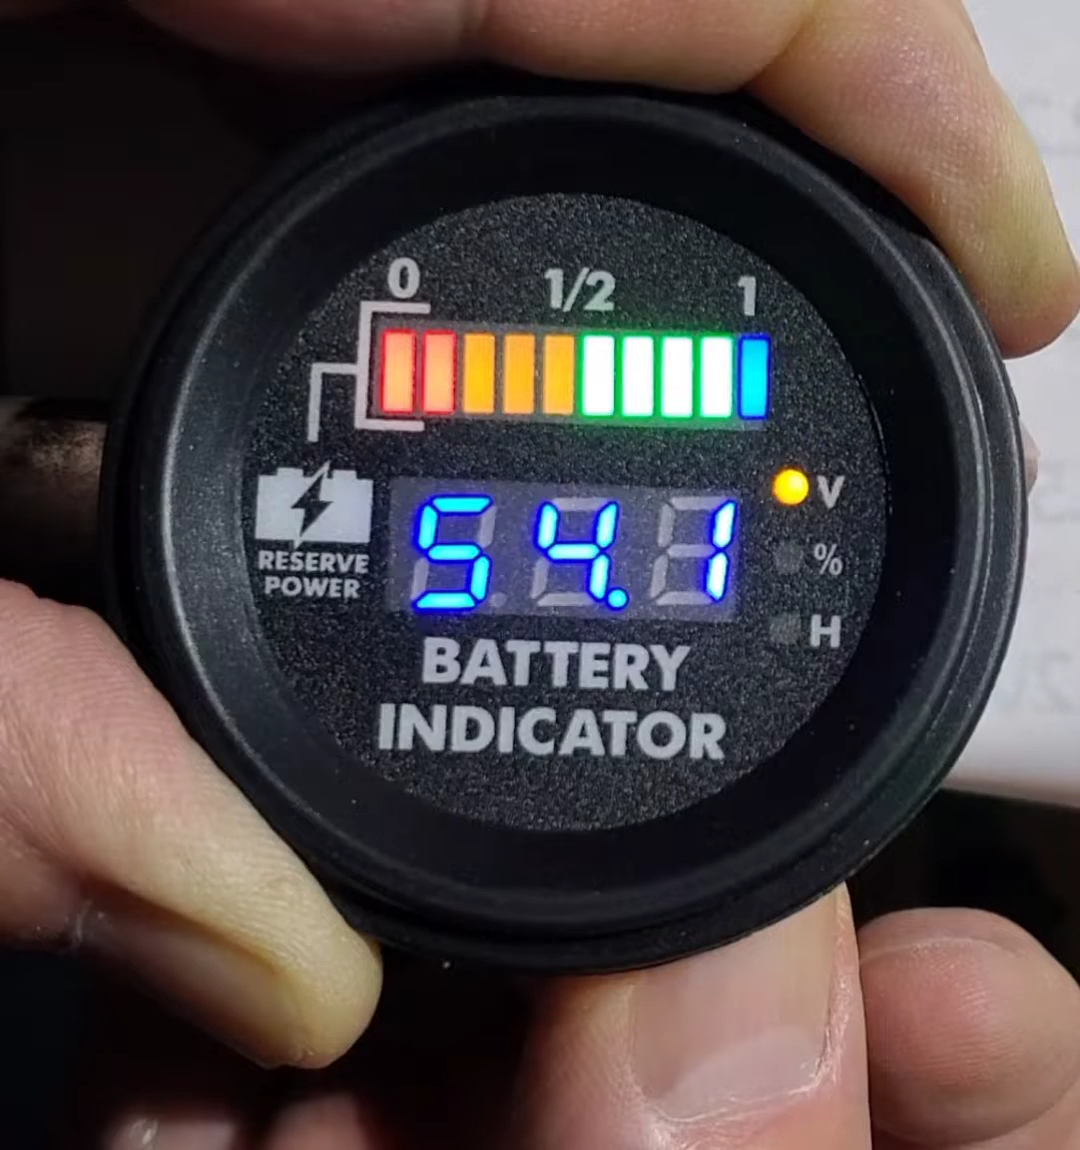 0 1/2 1
V
54.1
RESERVE
POWER
%
H
BATTERY
INDICATOR